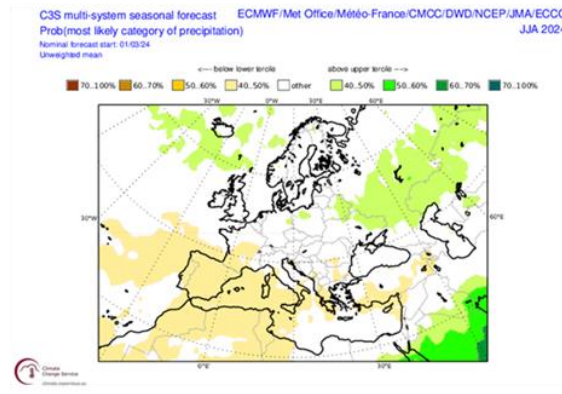 C3S multi-system seasonal forecast ECMWF/Met Office/Météo-France/CMCC/DWD/NCEP/JMA/ECCC
Prob(most likely category of precipitation) JJA 2024
Nominal forecast start: 01/03/24
Unweighted mean
<--- below lower tercile above upper tercile --->
70..100% 60..70% 50..60% 40..50% other 40..50% 50..60% 60..70% 70..100%
30°W 0°W 30°E 60°E
30°W 60°E
0°E 30°E
Climate
Change Service
climate.copernicus.eu